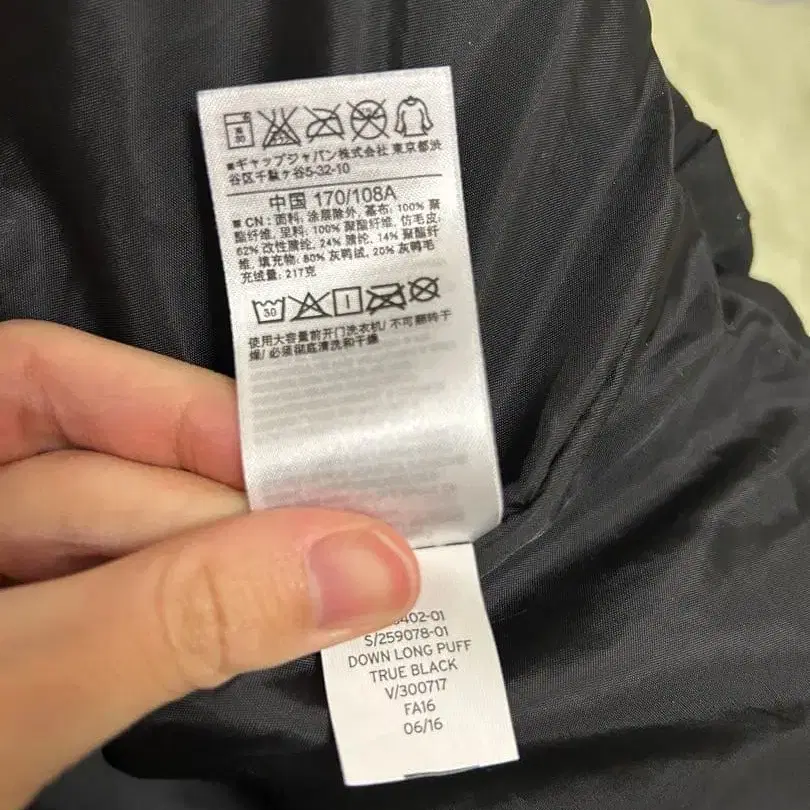 ■ギャップジャパン株式会社 東京都渋
谷区千駄ヶ谷5-32-10
中国 170/108A
■ CN : 面料: 涂层除外, 基布: 100% 聚
酯纤维, 里料: 100% 聚酯纤维, 仿毛皮:
62% 改性腈纶, 24% 腈纶, 14% 聚酯纤
维, 填充物: 80% 灰鸭绒, 20% 灰鸭毛
充绒量: 217克
30
使用大容量前开门洗衣机/ 不可翻转干
燥/ 必须彻底清洗和干燥
402-01
S/259078-01
DOWN LONG PUFF
TRUE BLACK
V/300717
FA16
06/16